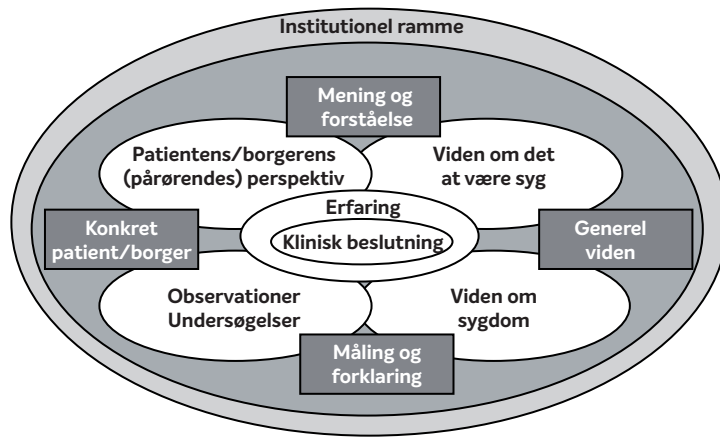 Institutionel ramme
Mening og
forståelse
Patientens/borgerens
(pårørendes) perspektiv
Viden om det
at være syg
Erfaring
Klinisk beslutning
Konkret
patient/borger
Generel
viden
Observationer
Undersøgelser
Viden om
sygdom
Måling og
forklaring